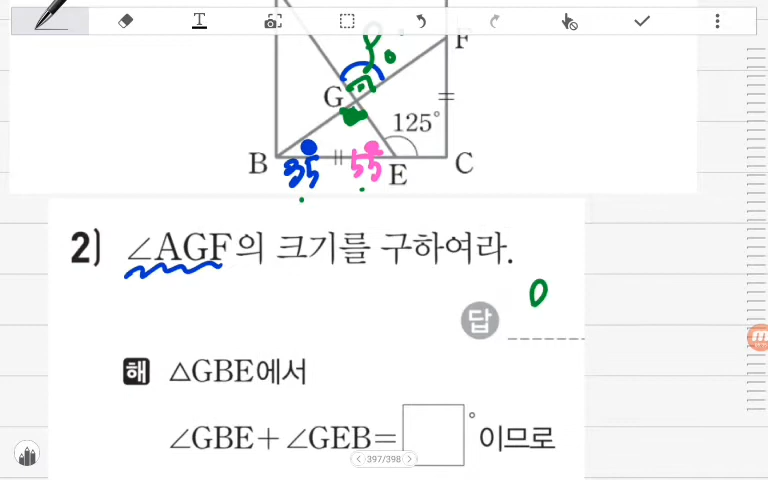 T
F
G
125°
B 35 55 E C
2) ∠AGF의 크기를 구하여라.
답
해 △GBE에서
∠GBE+∠GEB= ° 이므로
397/398